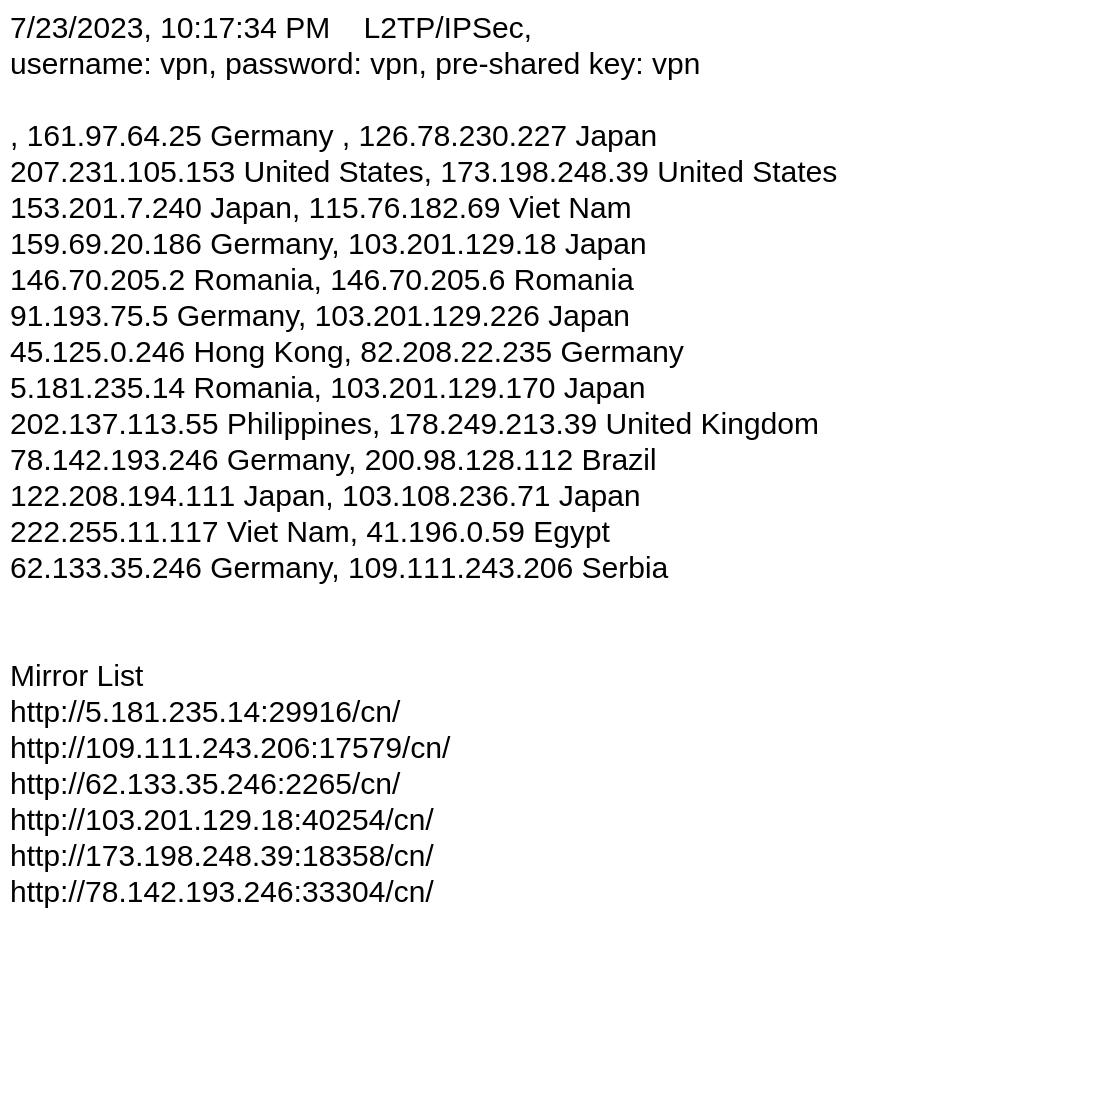 7/23/2023, 10:17:34 PM    L2TP/IPSec,
username: vpn, password: vpn, pre-shared key: vpn
, 161.97.64.25 Germany , 126.78.230.227 Japan
207.231.105.153 United States, 173.198.248.39 United States
153.201.7.240 Japan, 115.76.182.69 Viet Nam
159.69.20.186 Germany, 103.201.129.18 Japan
146.70.205.2 Romania, 146.70.205.6 Romania
91.193.75.5 Germany, 103.201.129.226 Japan
45.125.0.246 Hong Kong, 82.208.22.235 Germany
5.181.235.14 Romania, 103.201.129.170 Japan
202.137.113.55 Philippines, 178.249.213.39 United Kingdom
78.142.193.246 Germany, 200.98.128.112 Brazil
122.208.194.111 Japan, 103.108.236.71 Japan
222.255.11.117 Viet Nam, 41.196.0.59 Egypt
62.133.35.246 Germany, 109.111.243.206 Serbia
Mirror List
http://5.181.235.14:29916/cn/
http://109.111.243.206:17579/cn/
http://62.133.35.246:2265/cn/
http://103.201.129.18:40254/cn/
http://173.198.248.39:18358/cn/
http://78.142.193.246:33304/cn/